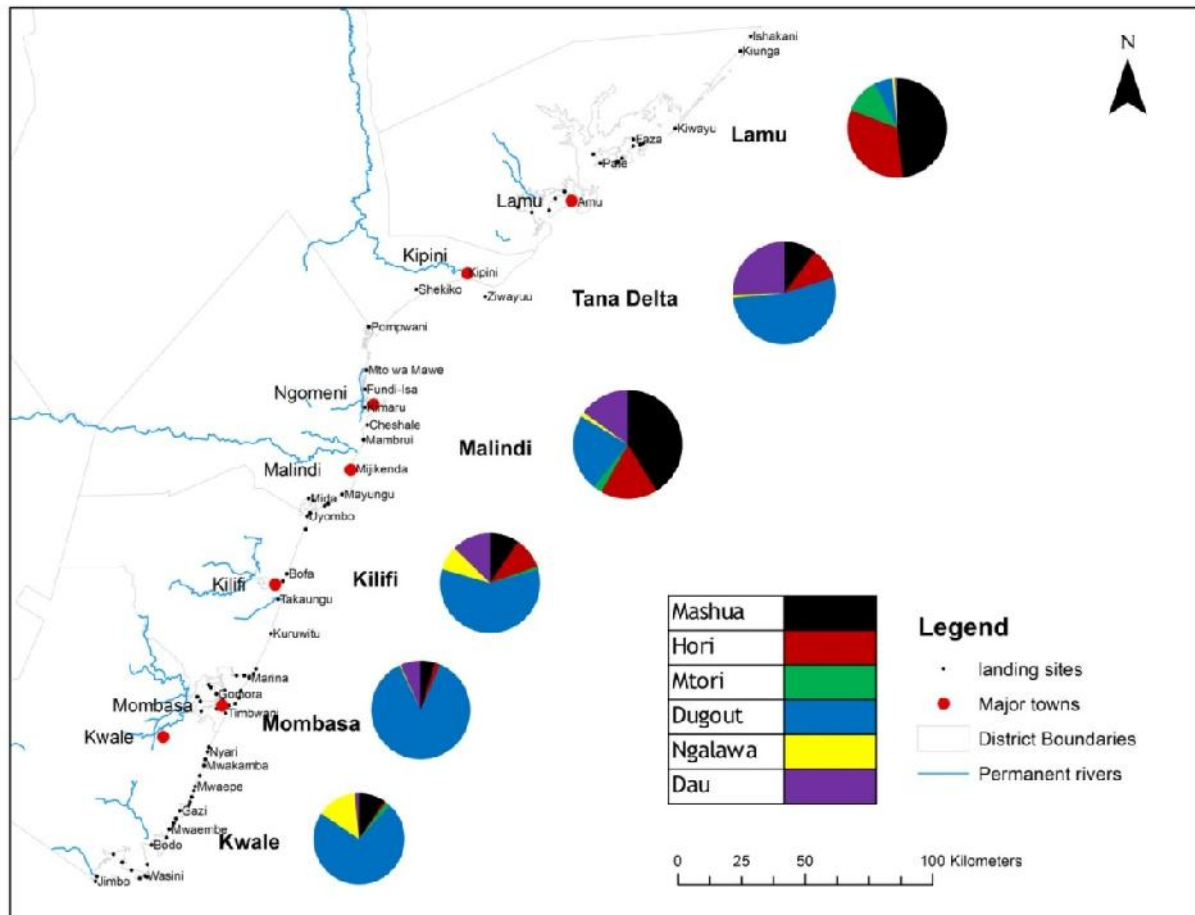 Ishakani
Kiunga
N
Kiwayu
Lamu
Faza
Pate
Lamu
Amu
Kipini
Kipini
Shekiko
Ziwayuu
Tana Delta
Pompwani
Mto wa Mawe
Fundi-Isa
Ngomeni
Kimaru
Cheshale
Mambrui
Malindi
Malindi
Mijikenda
Mayungu
Mida
Uyombo
Bofa
Kilifi
Kilifi
Takaungu
Kuruwitu
Marina
Gomora
Mombasa
Timbwani
Mombasa
Kwale
Nyari
Mwakamba
Mwaepe
Gazi
Mwaembe
Bodo
Kwale
Wasini
Jimbo
Mashua
Hori
Mtori
Dugout
Ngalawa
Dau
Legend
landing sites
Major towns
District Boundaries
Permanent rivers
0 25 50 100 Kilometers